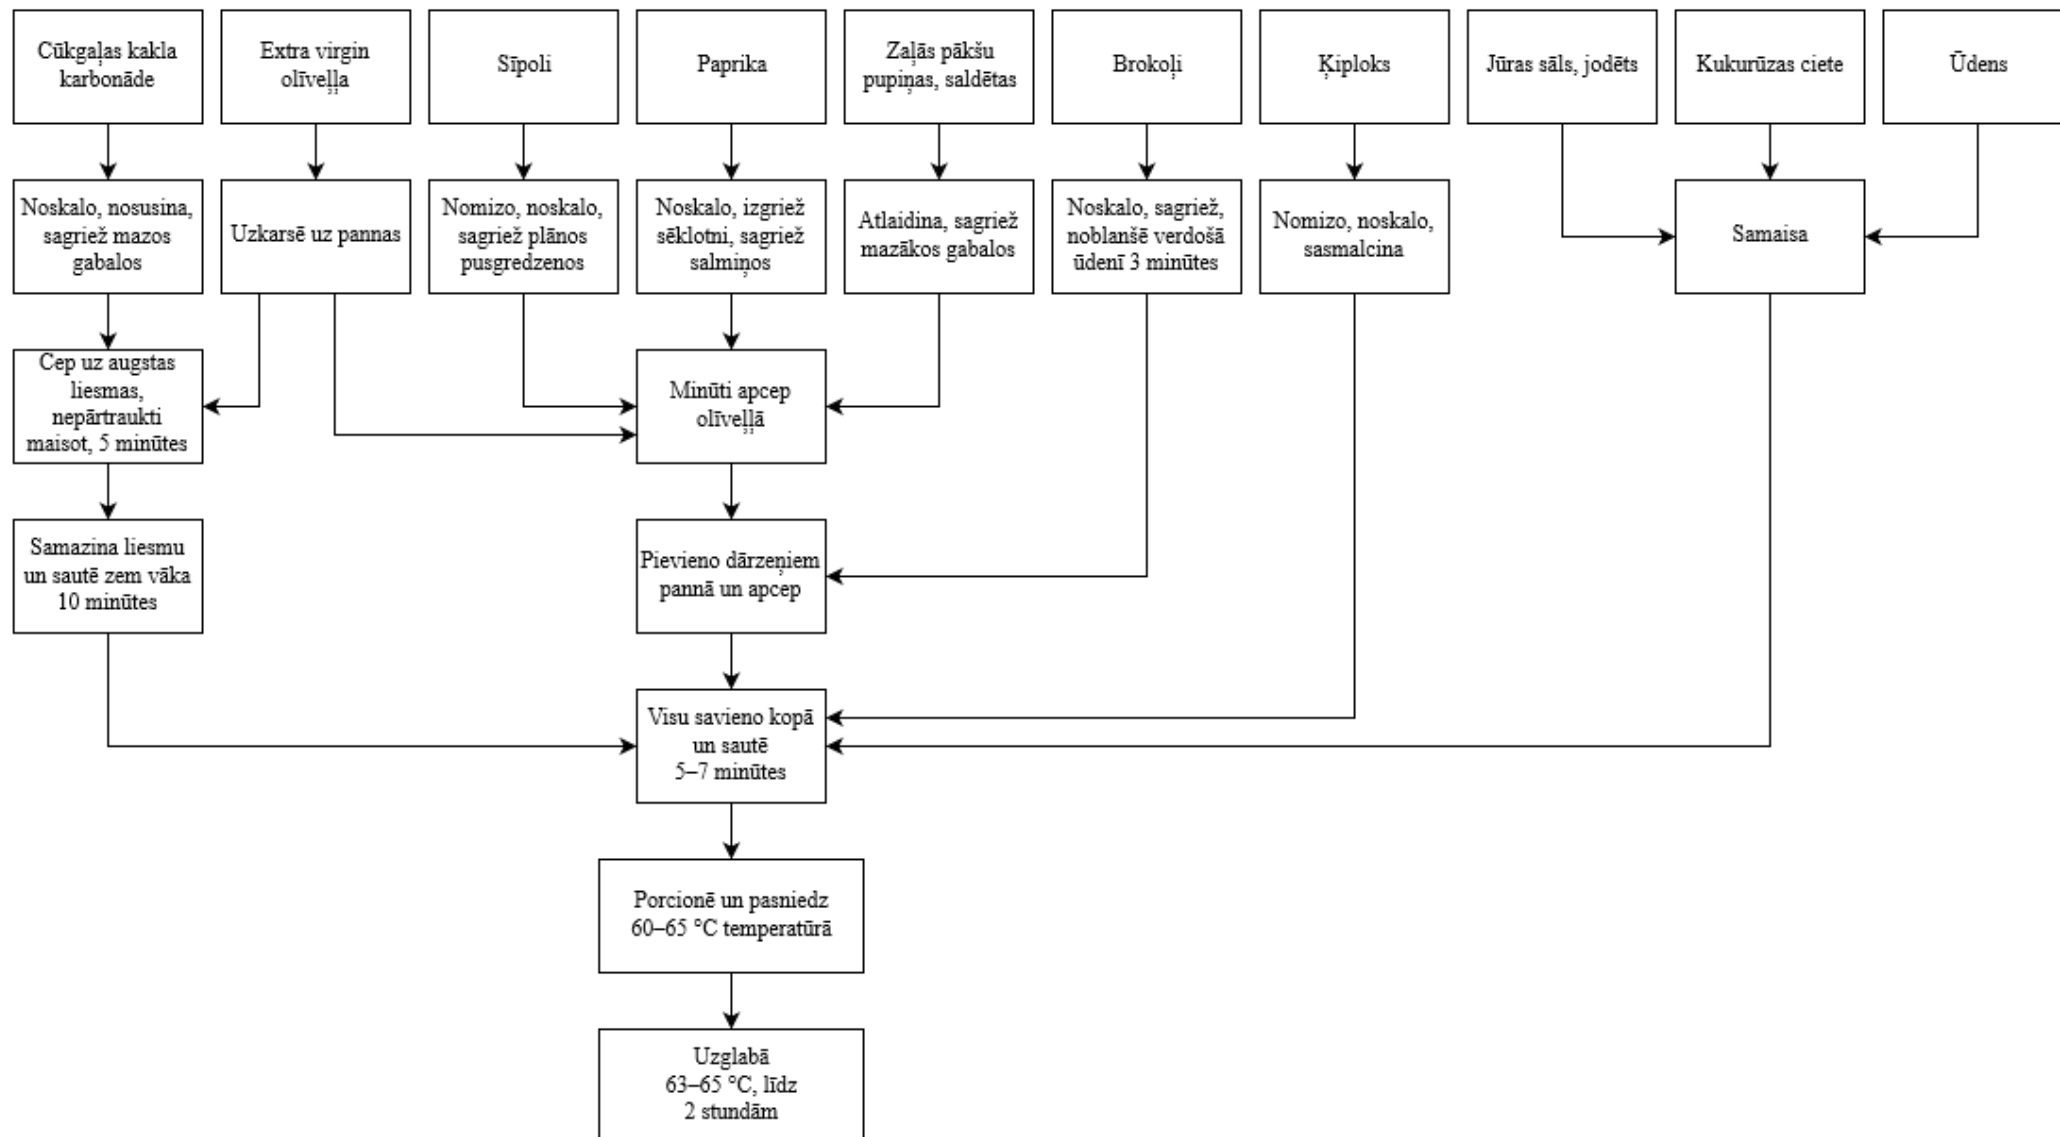 Cūkgaļas kakla
karbonāde
Extra virgin
olīveļļa
Sīpoli
Paprika
Zaļās pākšu
pupiņas, saldētas
Brokoļi
Ķiploks
Jūras sāls, jodēts
Kukurūzas ciete
Ūdens
Noskalo, nosusina,
sagriež mazos
gabalos
Uzkarsē uz pannas
Nomizo, noskalo,
sagriež plānos
pusgredzenos
Noskalo, izgriež
sēklotni, sagriež
salmiņos
Atlaidina, sagriež
mazākos gabalos
Noskalo, sagriež,
noblanšē verdošā
ūdenī 3 minūtes
Nomizo, noskalo,
sasmalcina
Samaisa
Cep uz augstas
liesmas,
nepārtraukti
maisot, 5 minūtes
Minūti apcep
olīveļļā
Samazina liesmu
un sautē zem vāka
10 minūtes
Pievieno dārzeņiem
pannā un apcep
Visu savieno kopā
un sautē
5–7 minūtes
Porcionē un pasniedz
60–65 °C temperatūrā
Uzglabā
63–65 °C, līdz
2 stundām